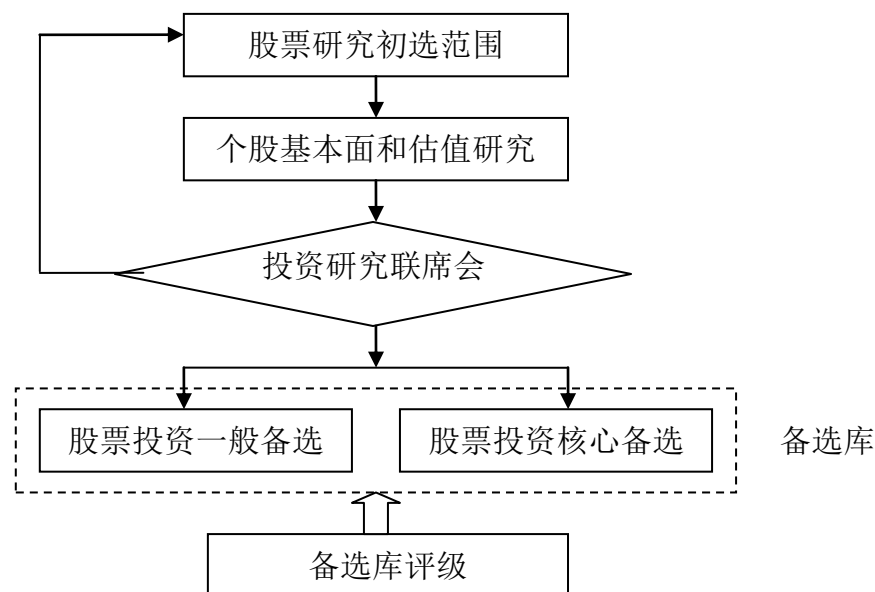 股票研究初选范围
个股基本面和估值研究
投资研究联席会
股票投资一般备选
股票投资核心备选
备选库
备选库评级